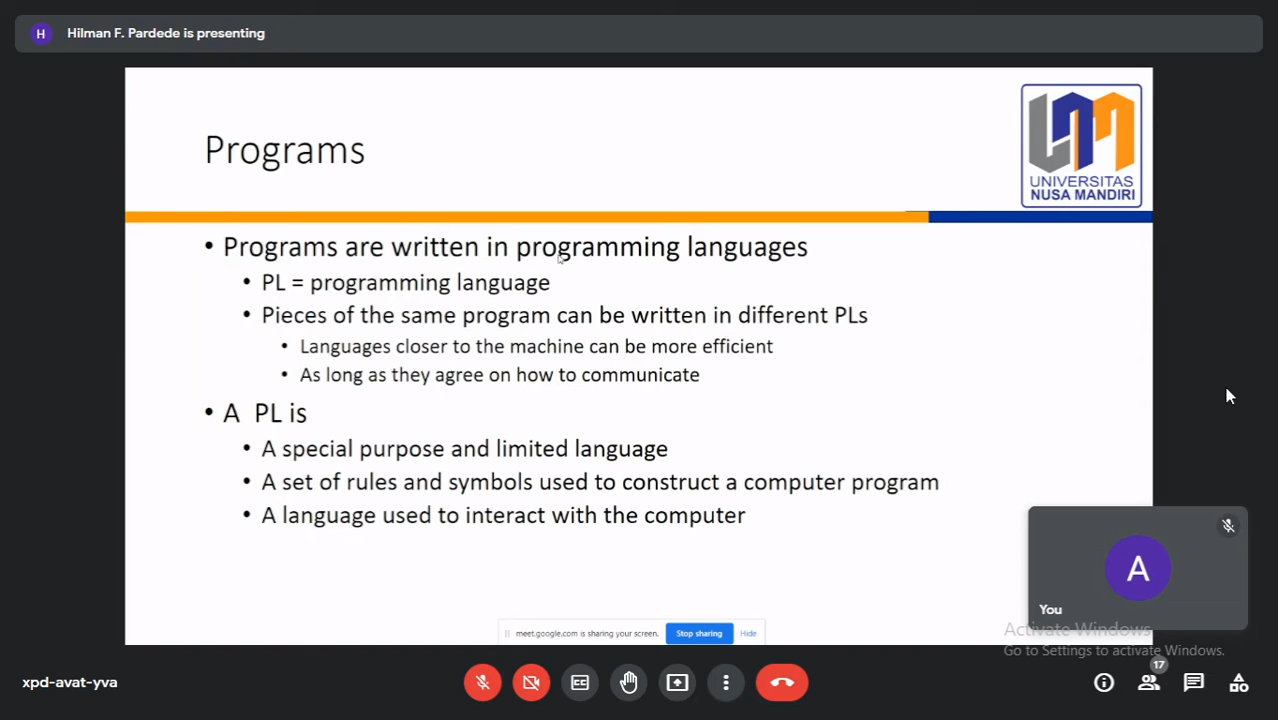 H
Hilman F. Pardede is presenting
Programs
UNIVERSITAS
NUSA MANDIRI
• Programs are written in programming languages
• PL = programming language
• Pieces of the same program can be written in different PLs
• Languages closer to the machine can be more efficient
• As long as they agree on how to communicate
• A PL is
• A special purpose and limited language
• A set of rules and symbols used to construct a computer program
• A language used to interact with the computer
A
You
Activate Windows
Go to Settings to activate Windows.
meet.google.com is sharing your screen. Stop sharing Hide
xpd-avat-yva
CC
17